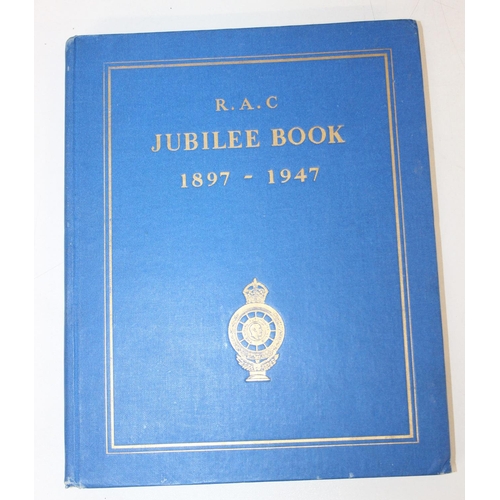 R. A. C
JUBILEE BOOK
1897 - 1947